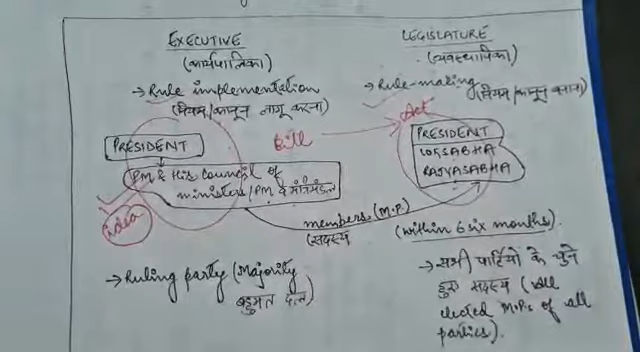 EXECUTIVE
(कार्यपालिका)
→ Rule implementation
(नियम/कानून लागू करना)
PRESIDENT
PM & His Council of
ministers/PM & मंत्रिमंडल
idea
→ Ruling party (Majority
बहुमत दल)
Bill
Act
members (M.P.)
(सदस्य
LEGISLATURE
(व्यवस्थापिका)
→ Rule-making
(नियम/कानून बनाना)
PRESIDENT
LOKSABHA
RAJYASABHA
(within 6 six months).
→ सभी पार्टियों के चुने
हुए सदस्य (all
elected M.Ps of all
parties).